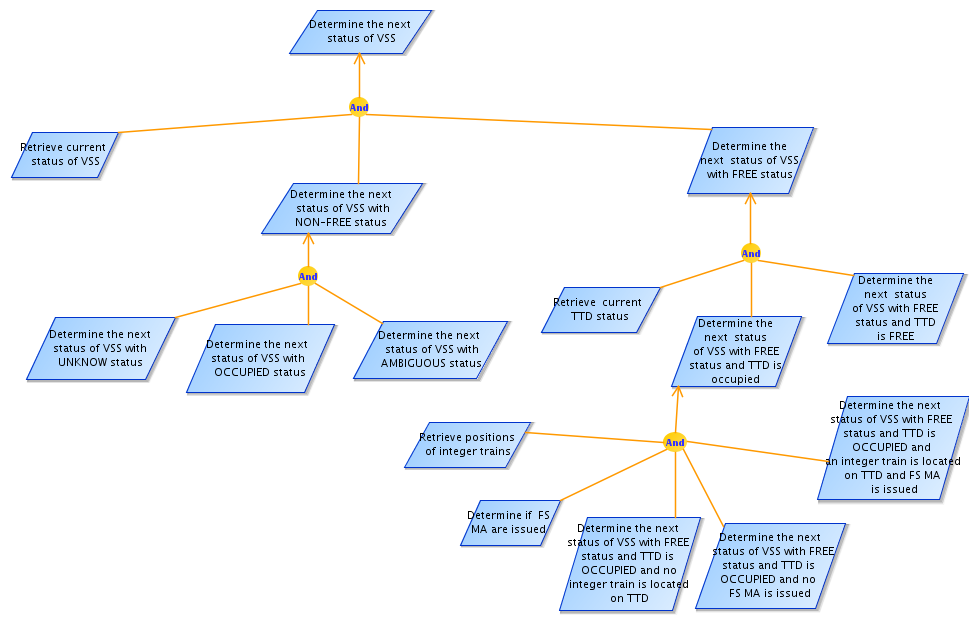 Determine the next
status of VSS
And
Retrieve current
status of VSS
Determine the next
status of VSS with
NON-FREE status
Determine the
next status of VSS
with FREE status
And
And
Determine the next
status of VSS with
UNKNOW status
Determine the next
status of VSS with
OCCUPIED status
Determine the next
status of VSS with
AMBIGUOUS status
Retrieve current
TTD status
Determine the
next status
of VSS with FREE
status and TTD is
occupied
Determine the
next status
of VSS with FREE
status and TTD
is FREE
And
Retrieve positions
of integer trains
Determine if FS
MA are issued
Determine the next
status of VSS with FREE
status and TTD is
OCCUPIED and no
integer train is located
on TTD
Determine the next
status of VSS with FREE
status and TTD is
OCCUPIED and no
FS MA is issued
Determine the next
status of VSS with FREE
status and TTD is
OCCUPIED and
an integer train is located
on TTD and FS MA
is issued